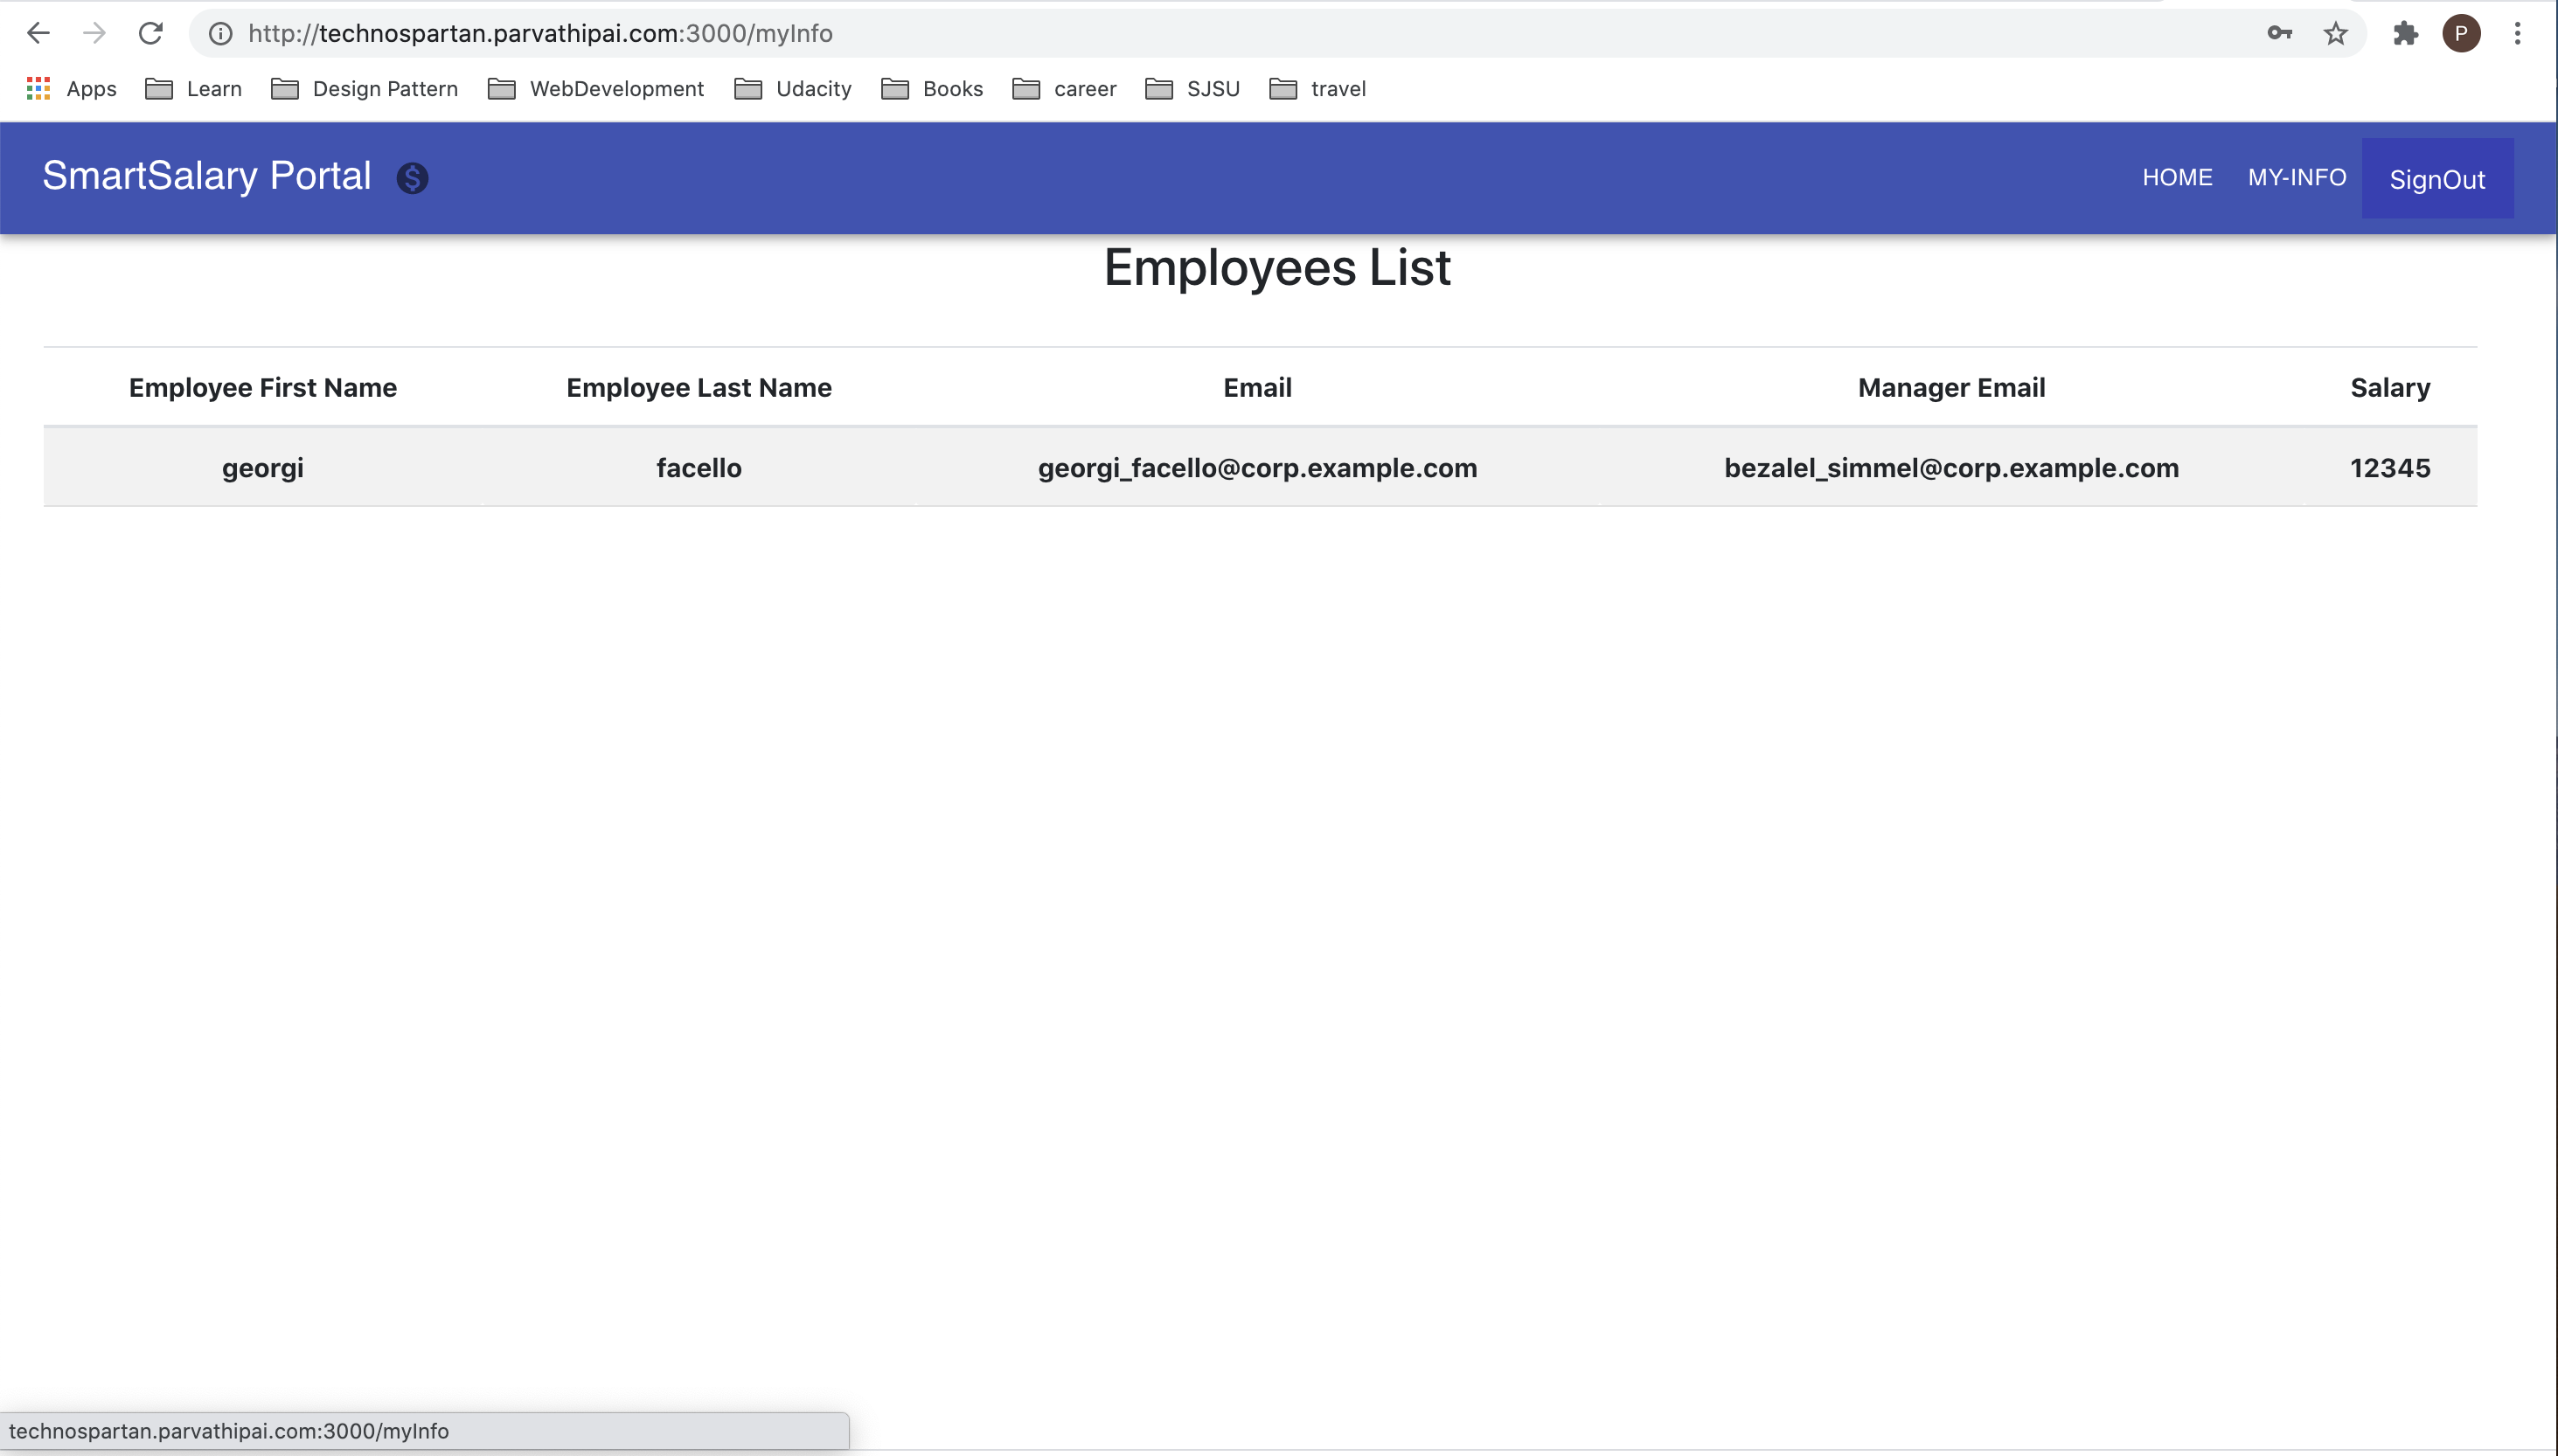 http://technospartan.parvathipai.com:3000/myInfo
P
Apps Learn Design Pattern WebDevelopment Udacity Books career SJSU travel
SmartSalary Portal $ HOME MY-INFO SignOut
Employees List
Employee First Name Employee Last Name Email Manager Email Salary
georgi facello georgi_facello@corp.example.com bezalel_simmel@corp.example.com 12345
technospartan.parvathipai.com:3000/myInfo